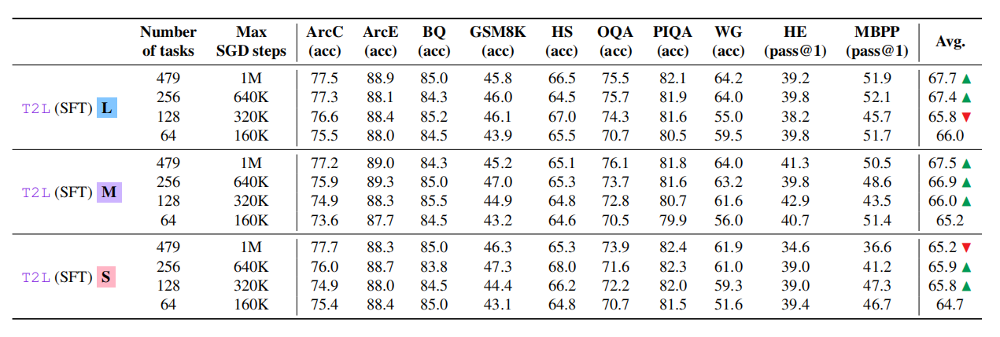 Number Max ArcC ArcE BQ GSM8K HS OQA PIQA WG HE MBPP Avg.
of tasks SGD steps (acc) (acc) (acc) (acc) (acc) (acc) (acc) (acc) (pass@1) (pass@1)
479 1M 77.5 88.9 85.0 45.8 66.5 75.5 82.1 64.2 39.2 51.9 67.7 ▲
256 640K 77.3 88.1 84.3 46.0 64.5 75.7 81.9 64.0 39.8 52.1 67.4 ▲
T2L (SFT) L
128 320K 76.6 88.4 85.2 46.1 67.0 74.3 81.6 55.0 38.2 45.7 65.8 ▼
64 160K 75.5 88.0 84.5 43.9 65.5 70.7 80.5 59.5 39.8 51.7 66.0
479 1M 77.2 89.0 84.3 45.2 65.1 76.1 81.8 64.0 41.3 50.5 67.5 ▲
256 640K 75.9 89.3 85.0 47.0 65.3 73.7 81.6 63.2 39.8 48.6 66.9 ▲
T2L (SFT) M
128 320K 74.9 88.3 85.5 44.9 64.8 72.8 80.7 61.6 42.9 43.5 66.0 ▲
64 160K 73.6 87.7 84.5 43.2 64.6 70.5 79.9 56.0 40.7 51.4 65.2
479 1M 77.7 88.3 85.0 46.3 65.3 73.9 82.4 61.9 34.6 36.6 65.2 ▼
256 640K 76.0 88.7 83.8 47.3 68.0 71.6 82.3 61.0 39.0 41.2 65.9 ▲
T2L (SFT) S
128 320K 74.9 88.0 84.5 44.4 66.2 72.2 82.0 59.3 39.0 47.3 65.8 ▲
64 160K 75.4 88.4 85.0 43.1 64.8 70.7 81.5 51.6 39.4 46.7 64.7